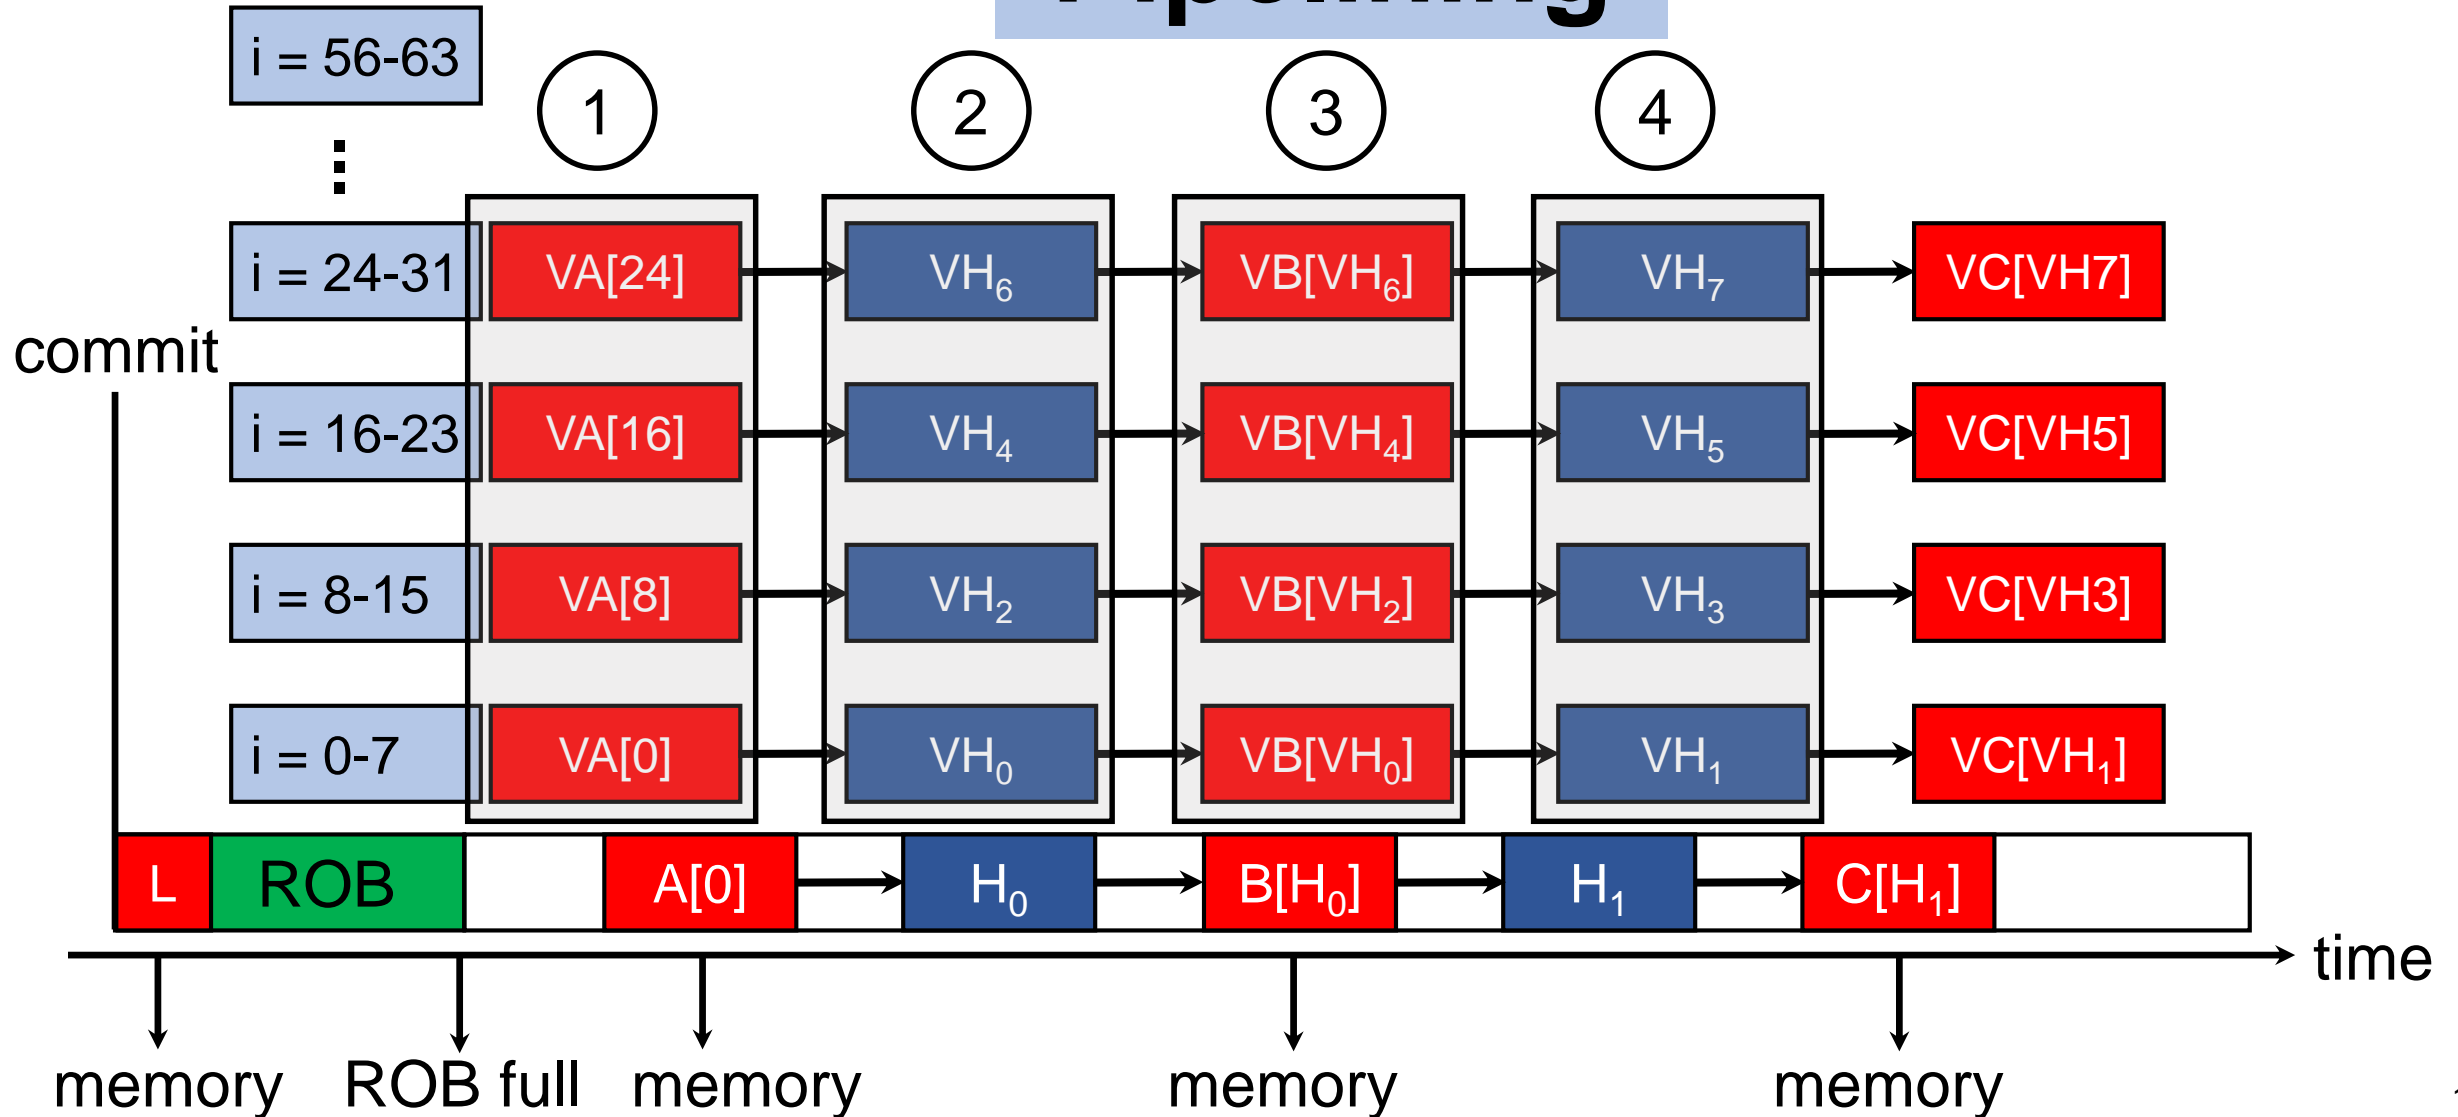 Pipelining
i = 56-63
1 2 3 4
i = 24-31 VA[24] VH₆ VB[VH₆] VH₇ VC[VH7]
commit
i = 16-23 VA[16] VH₄ VB[VH₄] VH₅ VC[VH5]
i = 8-15 VA[8] VH₂ VB[VH₂] VH₃ VC[VH3]
i = 0-7 VA[0] VH₀ VB[VH₀] VH₁ VC[VH₁]
L ROB A[0] H₀ B[H₀] H₁ C[H₁]
time
memory ROB full memory memory memory